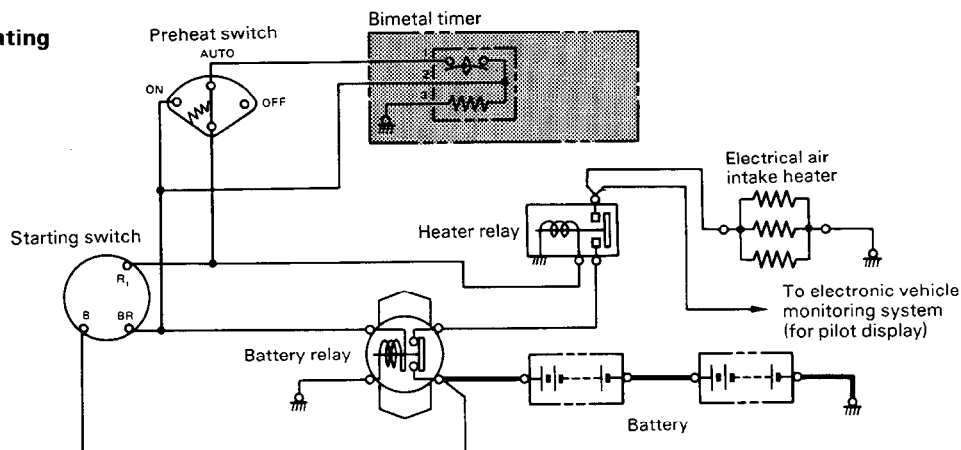 Bimetal timer
Preheat switch
AUTO
ON
OFF
1
2
3
Electrical air
intake heater
Heater relay
Starting switch
R1
B
BR
To electronic vehicle
monitoring system
(for pilot display)
Battery relay
Battery